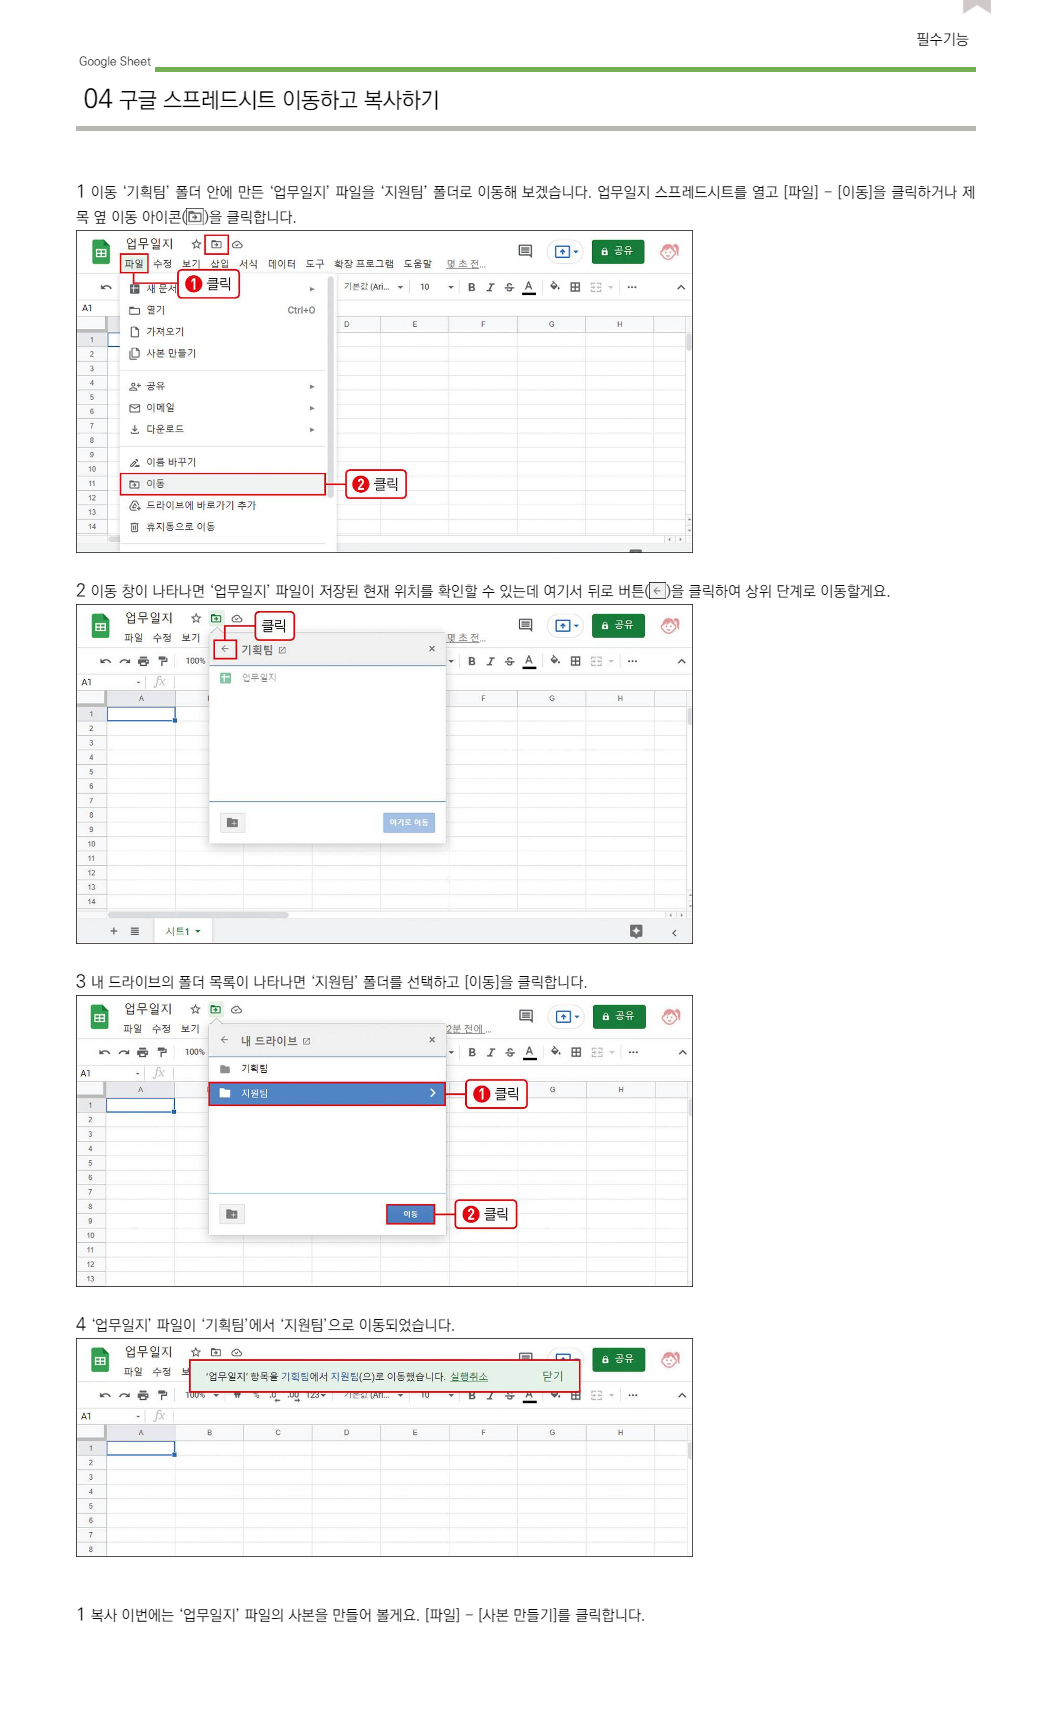 필수기능
Google Sheet
04 구글 스프레드시트 이동하고 복사하기
1 이동 ‘기획팀’ 폴더 안에 만든 ‘업무일지’ 파일을 ‘지원팀’ 폴더로 이동해 보겠습니다. 업무일지 스프레드시트를 열고 [파일] - [이동]을 클릭하거나 제
목 옆 이동 아이콘( )을 클릭합니다.
업무일지
공유
파일 수정 보기 삽입 서식 데이터 도구 확장 프로그램 도움말 몇 초 전...
1 클릭
새 문서
기본값 (Ari... 10 B I S A
A1
열기 Ctrl+O
D E F G H
가져오기
사본 만들기
공유
이메일
다운로드
이름 바꾸기
이동
2 클릭
드라이브에 바로가기 추가
휴지통으로 이동
1
2
3
4
5
6
7
8
9
10
11
12
13
14
2 이동 창이 나타나면 ‘업무일지’ 파일이 저장된 현재 위치를 확인할 수 있는데 여기서 뒤로 버튼(←)을 클릭하여 상위 단계로 이동할게요.
업무일지
공유
클릭
파일 수정 보기 몇 초 전...
← 기획팀 ×
100% B I S A
업무일지
A1 fx
A F G H
1
2
3
4
5
6
7
8
여기로 이동
9
10
11
12
13
14
+ 시트1
3 내 드라이브의 폴더 목록이 나타나면 ‘지원팀’ 폴더를 선택하고 [이동]을 클릭합니다.
업무일지
공유
파일 수정 보기 2분 전에...
← 내 드라이브 ×
100% B I S A
기획팀
A1 fx
지원팀
1 클릭
A G H
1
2
3
4
5
6
7
8
이동
2 클릭
9
10
11
12
13
4 ‘업무일지’ 파일이 ‘기획팀’에서 ‘지원팀’으로 이동되었습니다.
업무일지
공유
파일 수정
'업무일지' 항목을 기획팀에서 지원팀(으)로 이동했습니다. 실행취소 닫기
100% ₩ % .0 .00 123 기본값 (Ari... 10 B I S A
A1 fx
A B C D E F G H
1
2
3
4
5
6
7
8
1 복사 이번에는 ‘업무일지’ 파일의 사본을 만들어 볼게요. [파일] - [사본 만들기]를 클릭합니다.